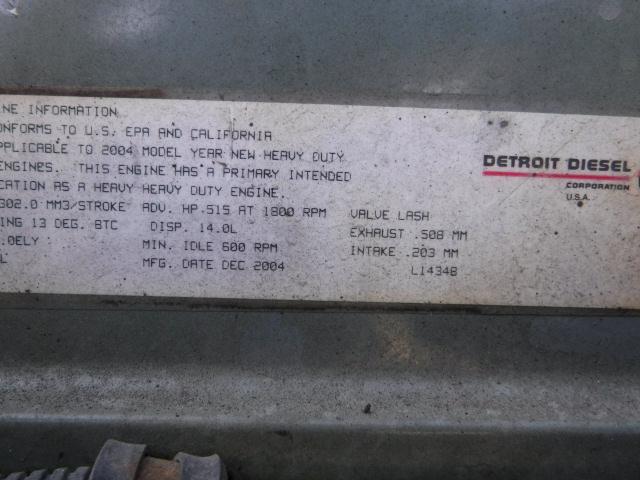 NE INFORMATION
ONFORMS TO U.S. EPA AND CALIFORNIA
PPLICABLE TO 2004 MODEL YEAR NEW HEAVY DUTY
ENGINES. THIS ENGINE HAS A PRIMARY INTENDED
CATION AS A HEAVY HEAVY DUTY ENGINE.
302.0 MM3/STROKE ADV. HP.515 AT 1800 RPM VALVE LASH
ING 13 DEG. BTC DISP. 14.0L EXHAUST .508 MM
.0ELY MIN. IDLE 600 RPM INTAKE .203 MM
MFG. DATE DEC 2004 L1434B
DETROIT DIESEL
CORPORATION
U.S.A.